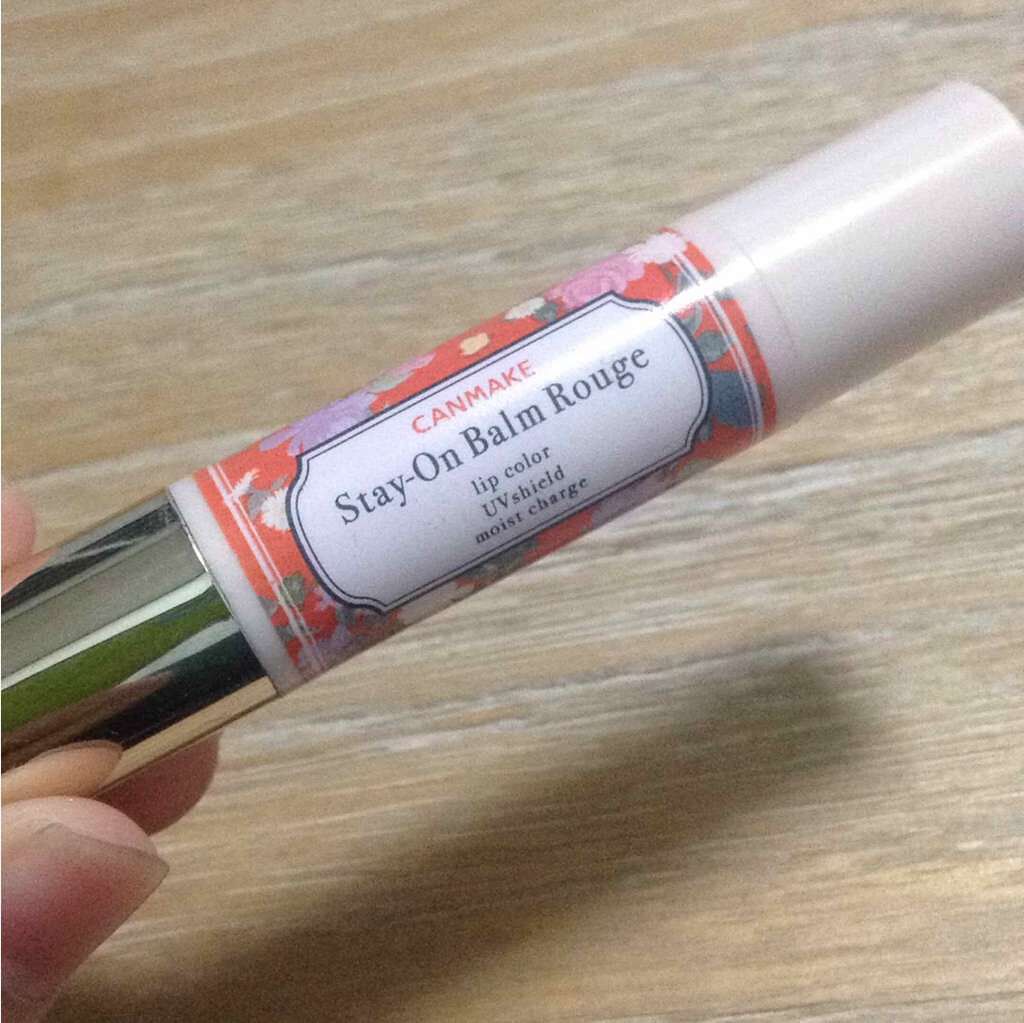 CANMAKE
Stay-On Balm Rouge
lip color
UVshield
moist charge